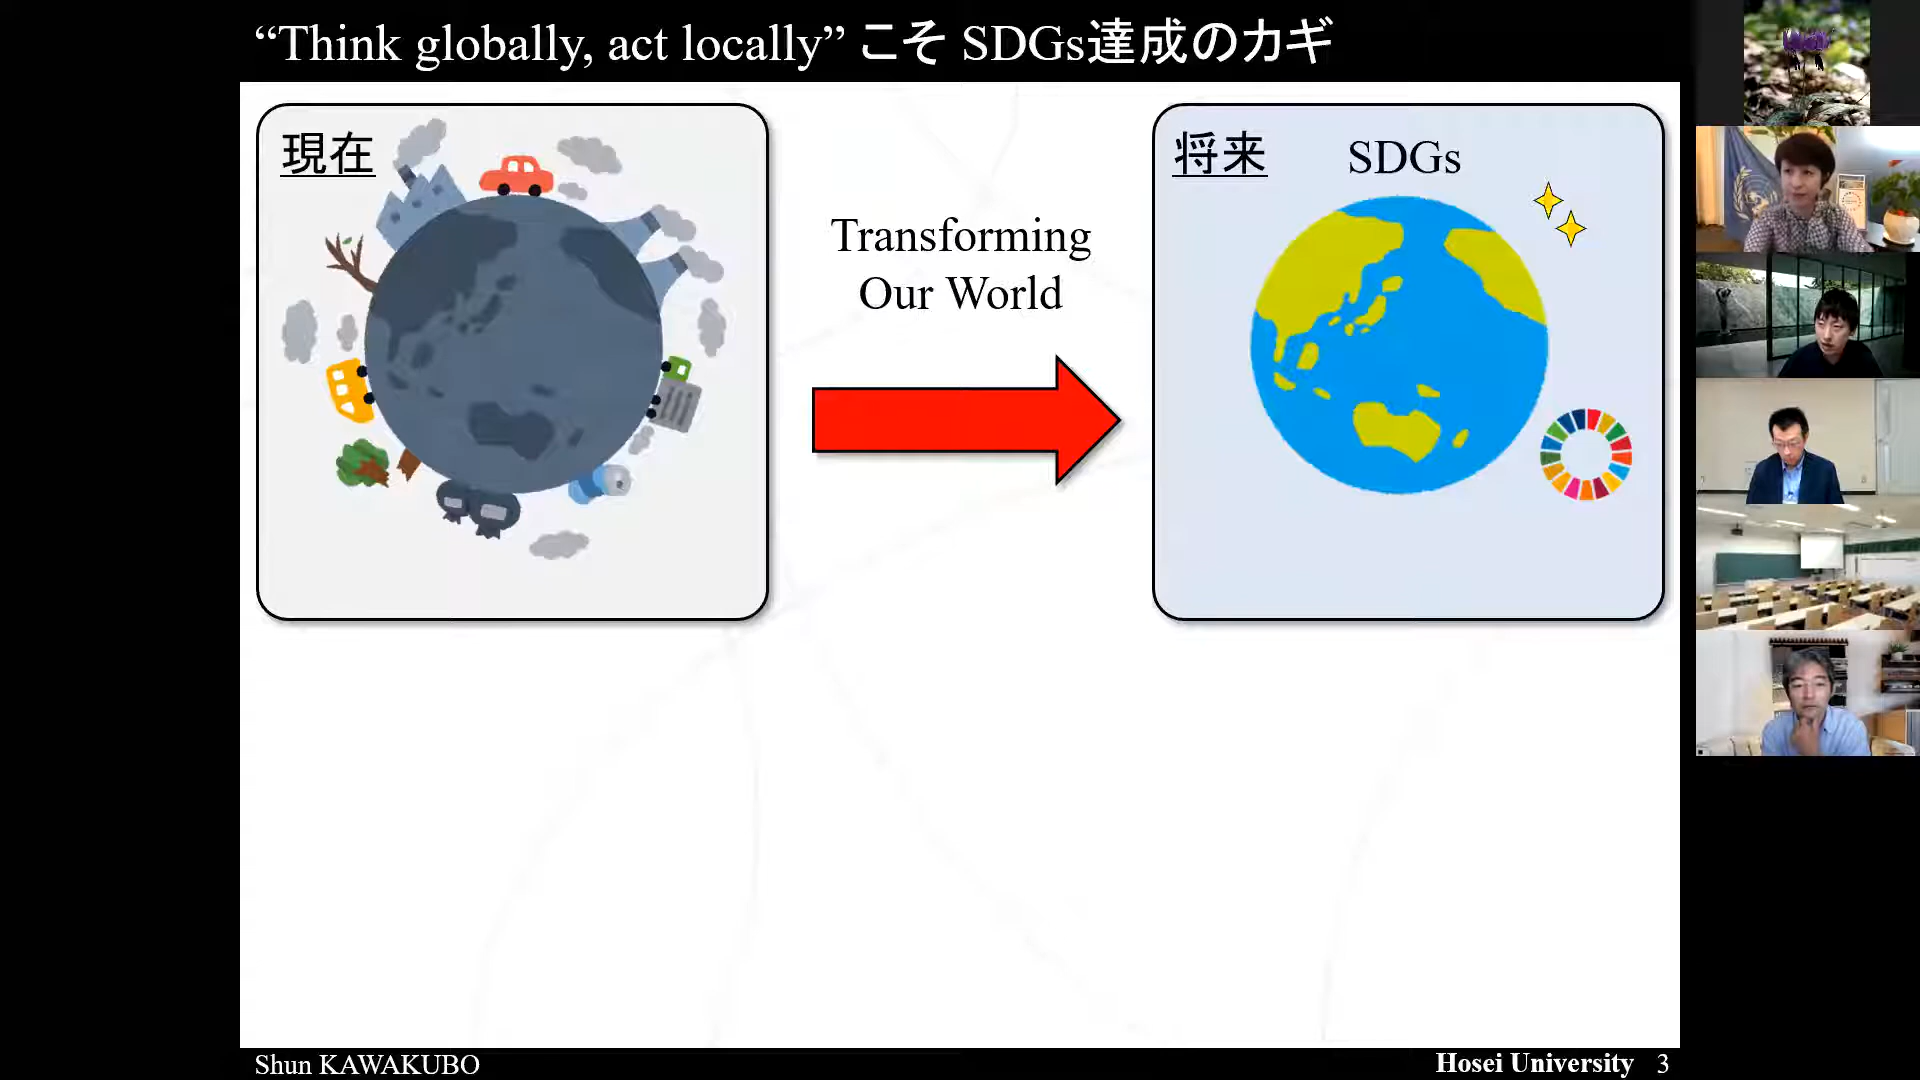 “Think globally, act locally” こそ SDGs達成のカギ
現在
Transforming
Our World
将来 SDGs
Shun KAWAKUBO
Hosei University 3